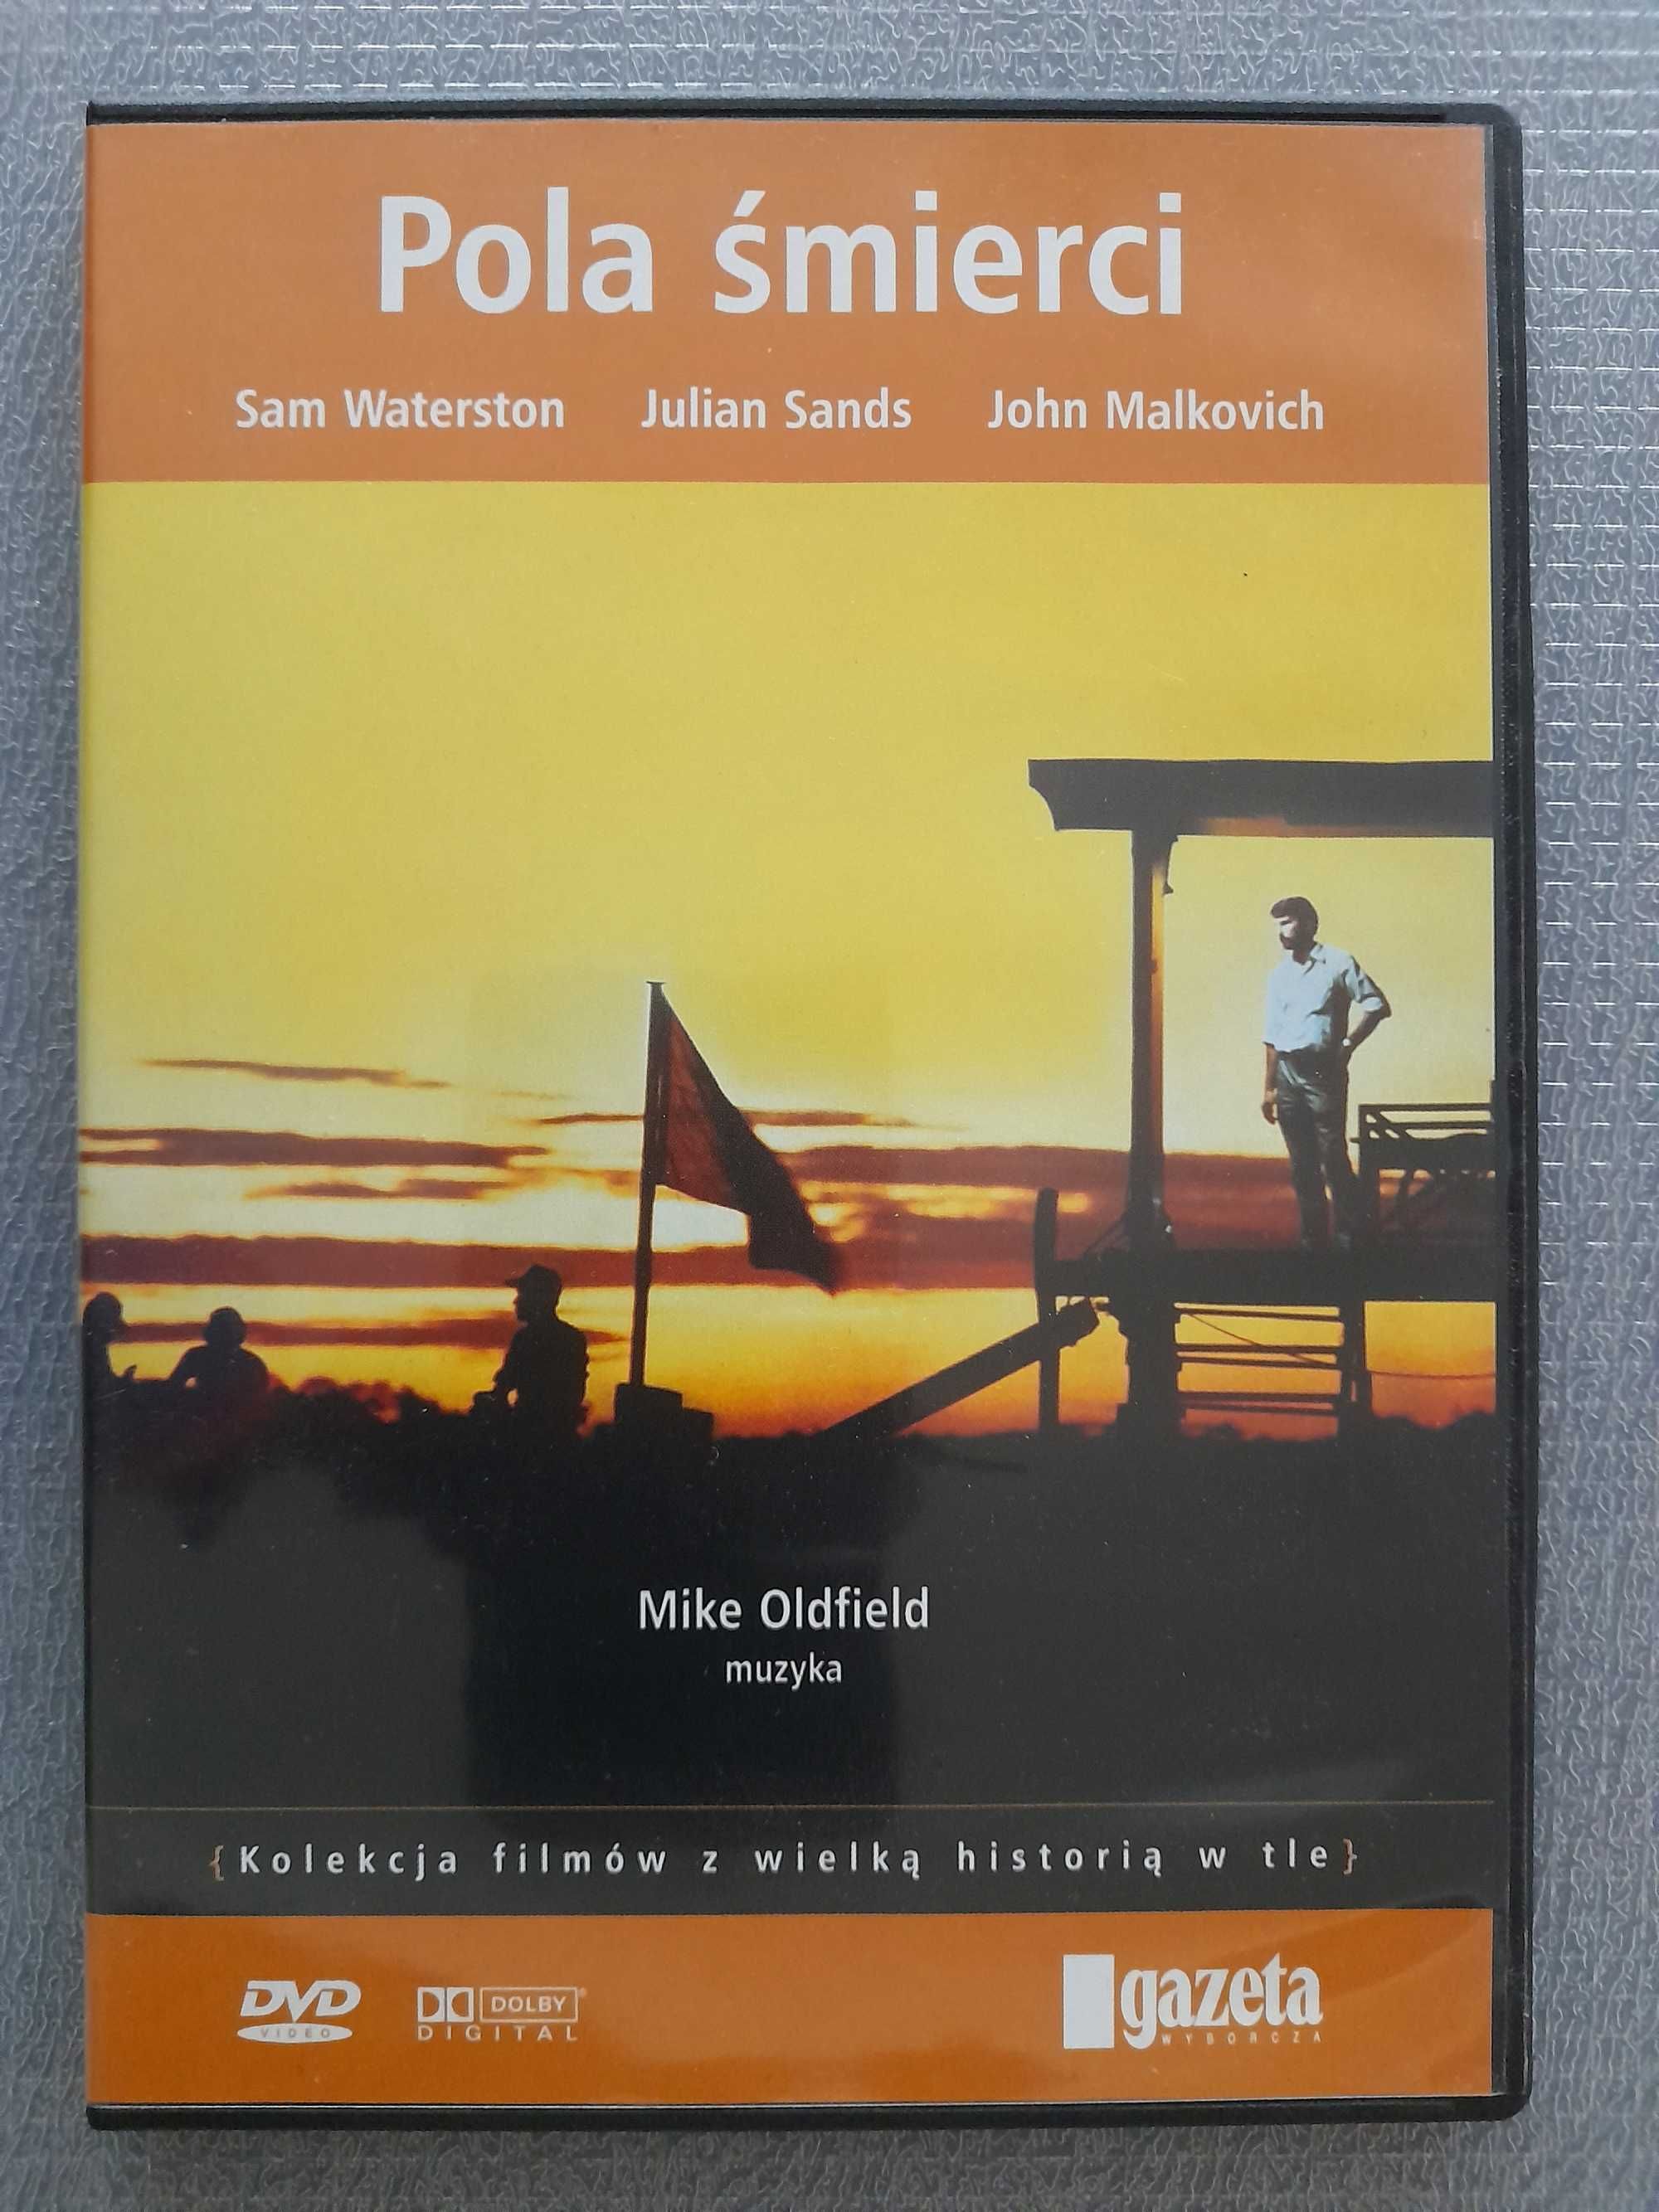 Pola śmierci
Sam Waterston Julian Sands John Malkovich
Mike Oldfield
muzyka
{Kolekcja filmów z wielką historią w tle}
DVD
VIDEO
DOLBY
DIGITAL
gazeta
WYBORCZA